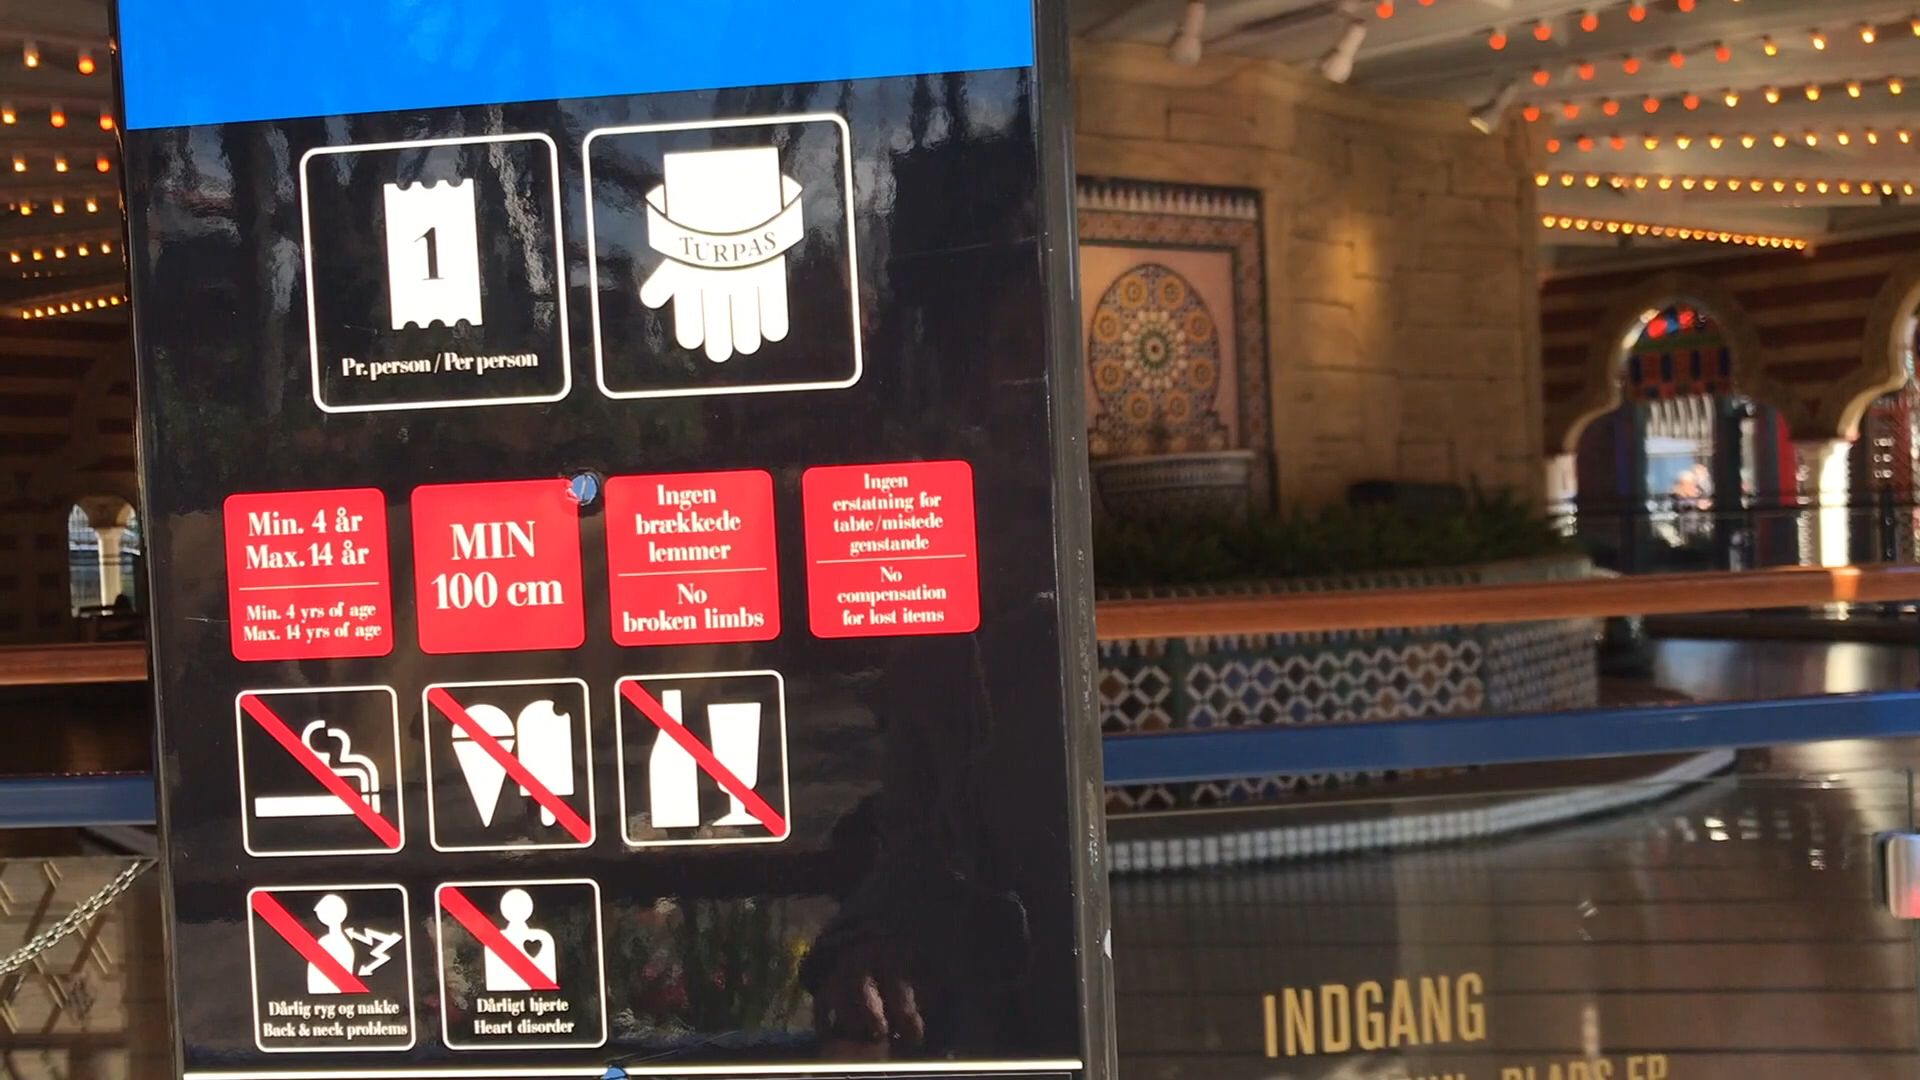 1
Pr. person / Per person
TURPAS
Min. 4 år
Max. 14 år
Min. 4 yrs of age
Max. 14 yrs of age
MIN
100 cm
Ingen
brækkede
lemmer
No
broken limbs
Ingen
erstatning for
tabte/mistede
genstande
No
compensation
for lost items
Dårlig ryg og nakke
Back & neck problems
Dårligt hjerte
Heart disorder
INDGANG